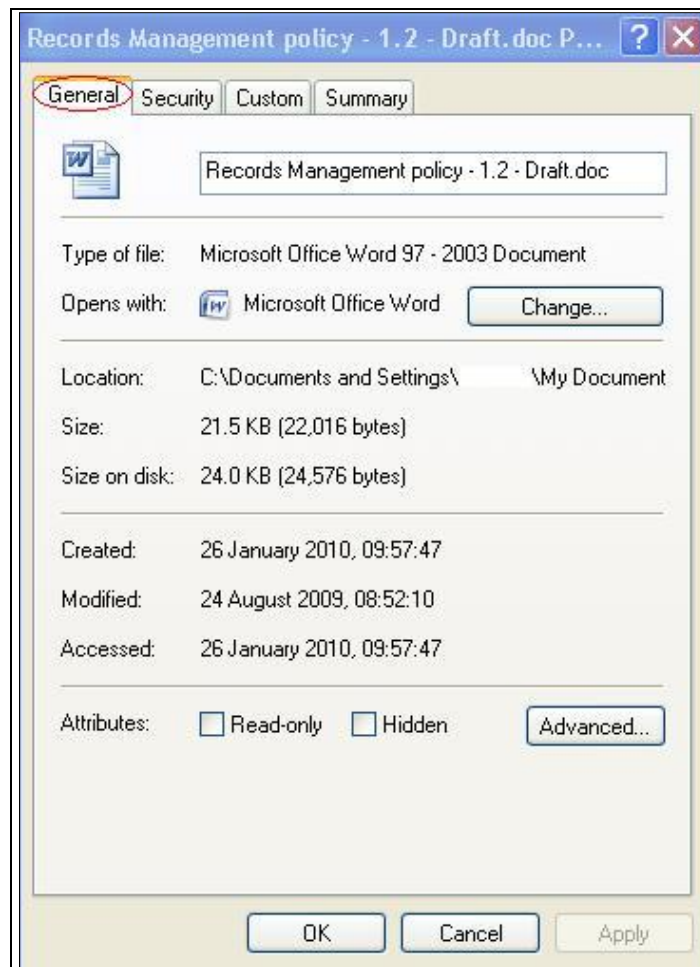 Records Management policy - 1.2 - Draft.doc P...
General Security Custom Summary
Records Management policy - 1.2 - Draft.doc
Type of file: Microsoft Office Word 97 - 2003 Document
Opens with: Microsoft Office Word Change...
Location: C:\Documents and Settings\ \My Document
Size: 21.5 KB (22,016 bytes)
Size on disk: 24.0 KB (24,576 bytes)
Created: 26 January 2010, 09:57:47
Modified: 24 August 2009, 08:52:10
Accessed: 26 January 2010, 09:57:47
Attributes: Read-only Hidden Advanced...
OK Cancel Apply